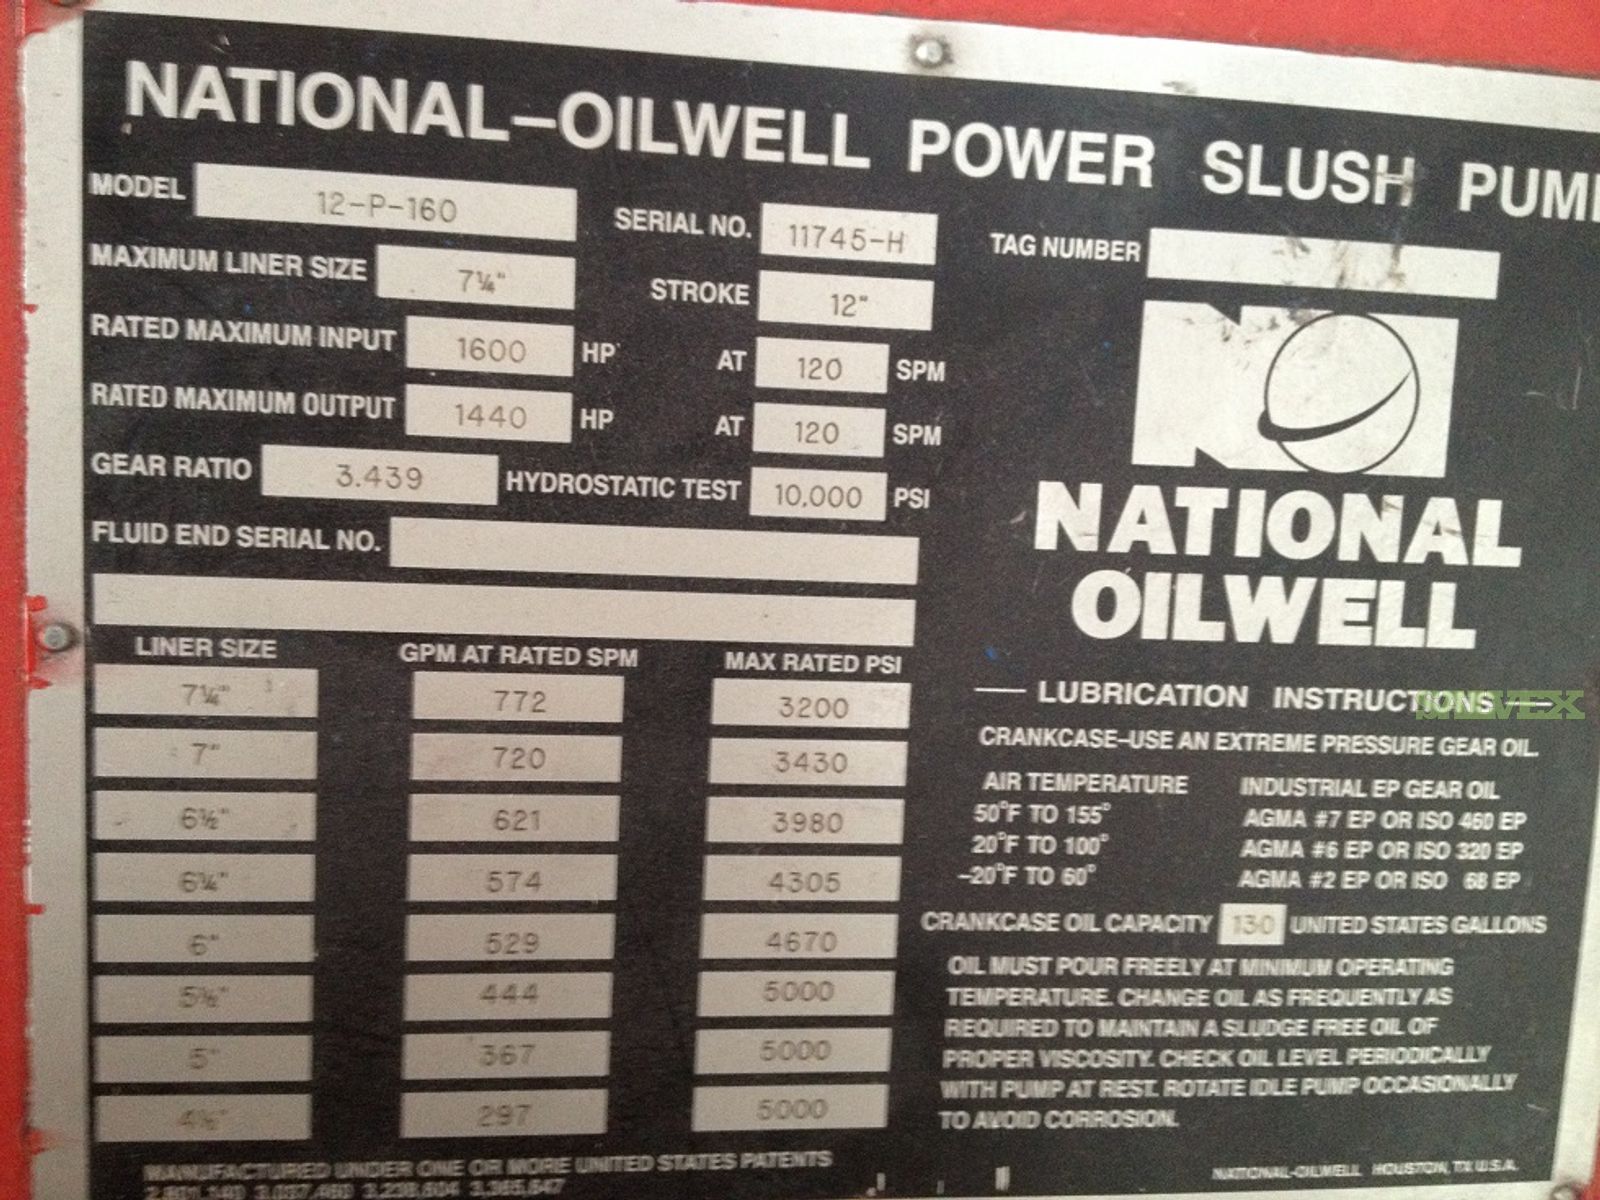 NATIONAL-OILWELL POWER SLUSH PUMP
MODEL 12-P-160 SERIAL NO. 11745-H TAG NUMBER
MAXIMUM LINER SIZE 7¼" STROKE 12"
RATED MAXIMUM INPUT 1600 HP AT 120 SPM
RATED MAXIMUM OUTPUT 1440 HP AT 120 SPM
GEAR RATIO 3.439 HYDROSTATIC TEST 10,000 PSI
FLUID END SERIAL NO.
LINER SIZE GPM AT RATED SPM MAX RATED PSI
7¼" 772 3200
7" 720 3430
6½" 621 3980
6¼" 574 4305
6" 529 4670
5½" 444 5000
5" 367 5000
4½" 297 5000
MANUFACTURED UNDER ONE OR MORE UNITED STATES PATENTS
NATIONAL
OILWELL
— LUBRICATION INSTRUCTIONS —
CRANKCASE-USE AN EXTREME PRESSURE GEAR OIL.
AIR TEMPERATURE INDUSTRIAL EP GEAR OIL
50°F TO 155° AGMA #7 EP OR ISO 460 EP
20°F TO 100° AGMA #6 EP OR ISO 320 EP
-20°F TO 60° AGMA #2 EP OR ISO 68 EP
CRANKCASE OIL CAPACITY 130 UNITED STATES GALLONS
OIL MUST POUR FREELY AT MINIMUM OPERATING
TEMPERATURE. CHANGE OIL AS FREQUENTLY AS
REQUIRED TO MAINTAIN A SLUDGE FREE OIL OF
PROPER VISCOSITY. CHECK OIL LEVEL PERIODICALLY
WITH PUMP AT REST. ROTATE IDLE PUMP OCCASIONALLY
TO AVOID CORROSION.
NATIONAL-OILWELL HOUSTON, TX U.S.A.